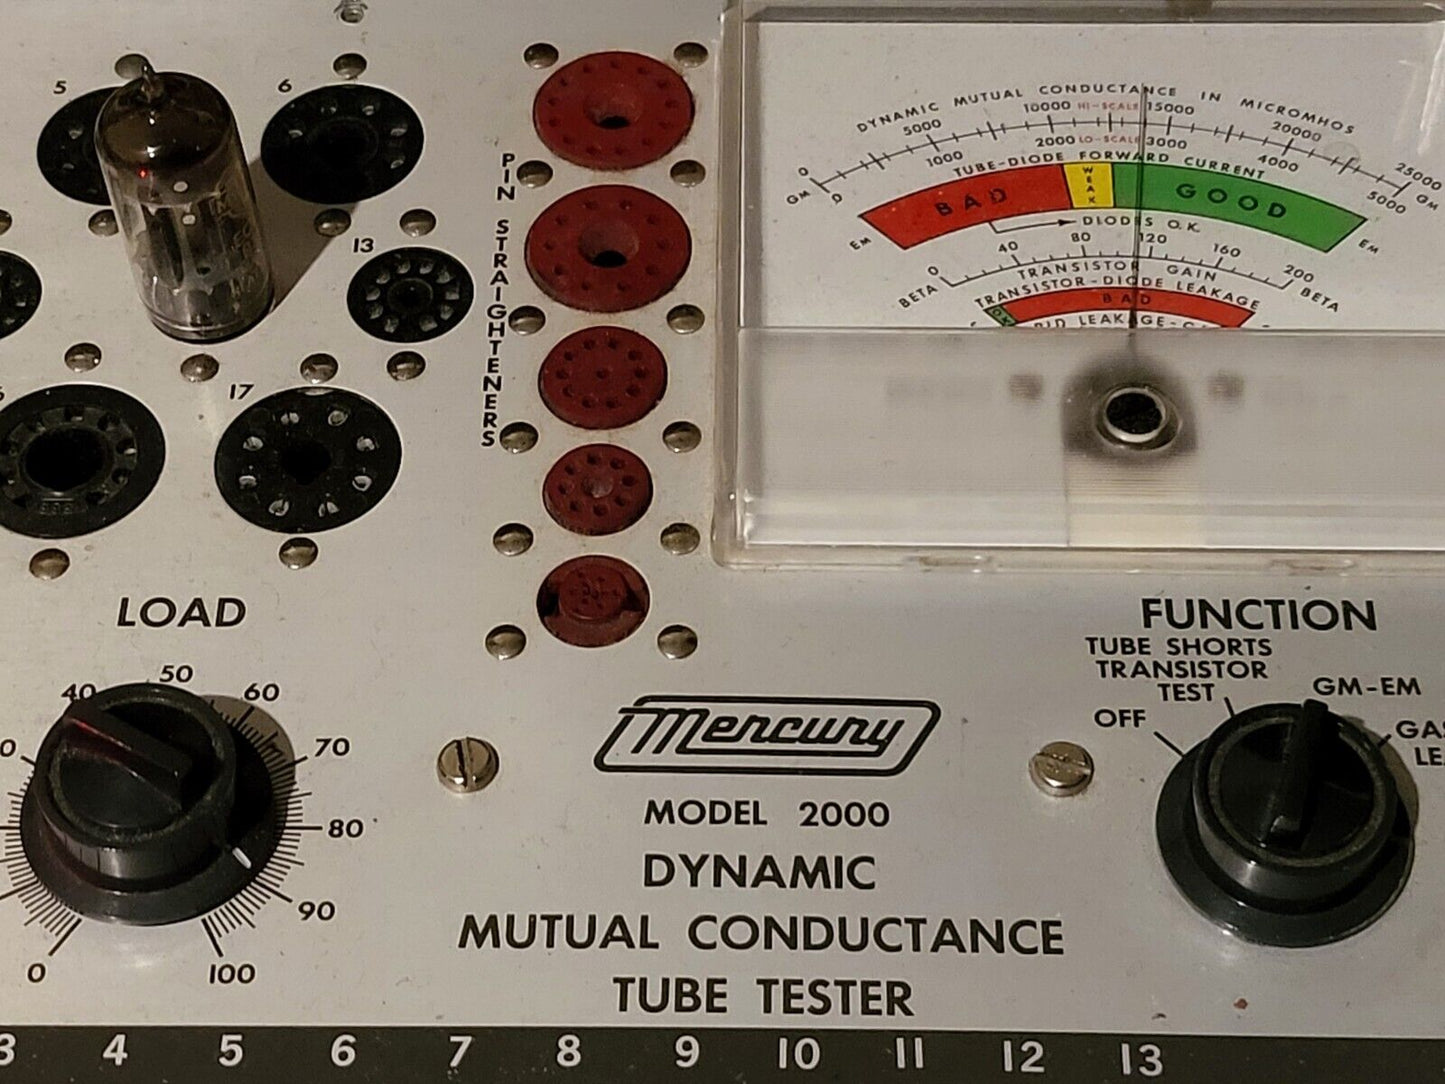 5
6
13
17
PIN STRAIGHTENERS
DYNAMIC MUTUAL CONDUCTANCE IN MICROMHOS
0 5000 10000 HI-SCALE 15000 20000 25000
GM D 1000 2000 LO-SCALE 3000 4000 5000 GM
TUBE-DIODE FORWARD CURRENT
BAD WEAK GOOD
EM DIODES O.K. EM
0 40 80 120 160 200
BETA TRANSISTOR GAIN BETA
TRANSISTOR-DIODE LEAKAGE
BAD
LOAD
40 50 60 70 80 90 100
0
Mercury
MODEL 2000
DYNAMIC
MUTUAL CONDUCTANCE
TUBE TESTER
FUNCTION
TUBE SHORTS
TRANSISTOR
TEST
OFF
GM-EM
3 4 5 6 7 8 9 10 11 12 13